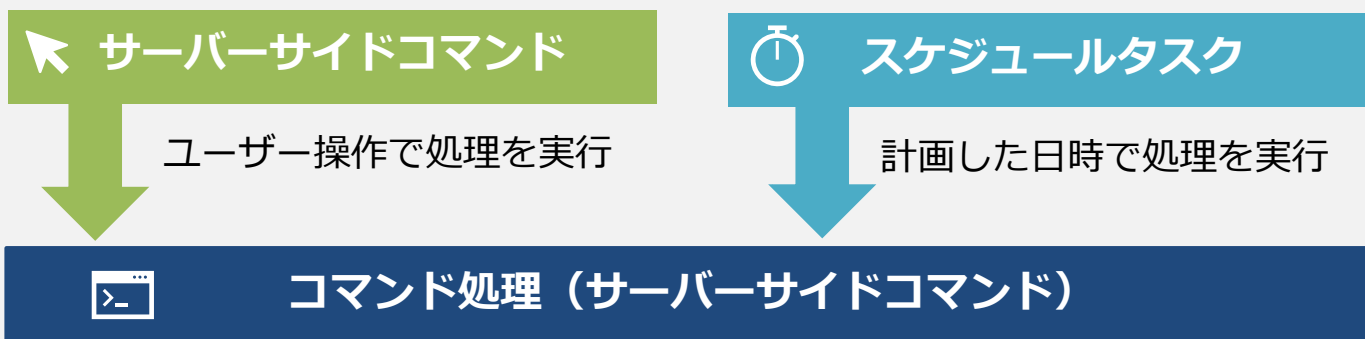 サーバーサイドコマンド
スケジュールタスク
ユーザー操作で処理を実行
計画した日時で処理を実行
コマンド処理（サーバーサイドコマンド）